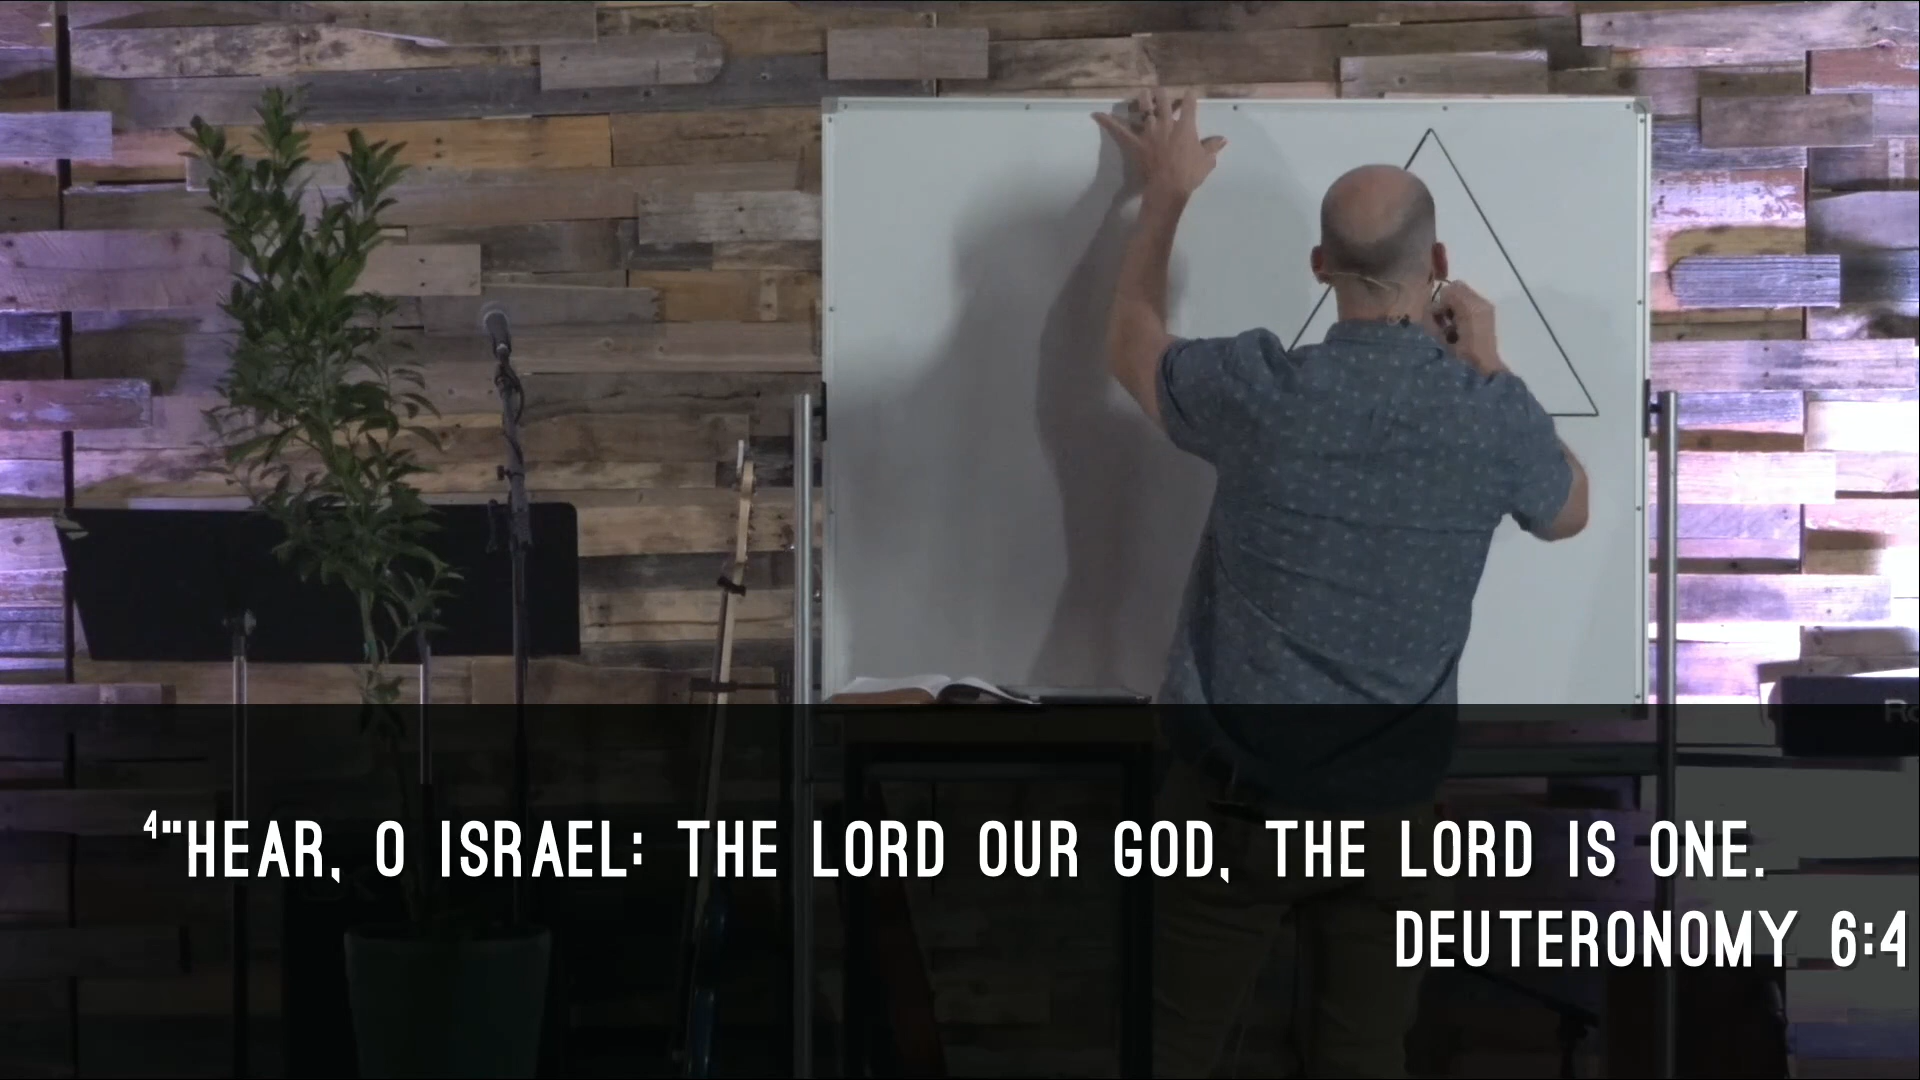 ⁴"HEAR, O ISRAEL: THE LORD OUR GOD, THE LORD IS ONE.
DEUTERONOMY 6:4